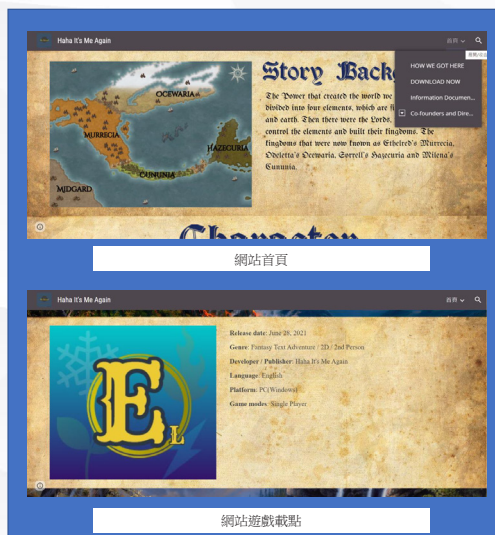 Haha It's Me Again
首頁
HOW WE GOT HERE
DOWNLOAD NOW
Information Documen...
Co-founders and Dire...
OCEWARIA
MURRECIA
HAZECURIA
CUNUNIA
MIDGARD
Story Back
The Power that created the world we
divided into four elements, which are fi
and earth. Then there were the Lords,
control the elements and built their kingdoms. The
kingdoms that were now known as Ethelred's Murrecia,
Odeletta's Ocewaria, Sorrell's Hazecuria and Milena's
Cununia.
Character
網站首頁
Haha It's Me Again
首頁
E
L
Release date: June 28, 2021
Genre: Fantasy Text Adventure / 2D / 2nd Person
Developer / Publisher: Haha It's Me Again
Language: English
Platform: PC(Windows)
Game modes: Single Player
網站遊戲載點